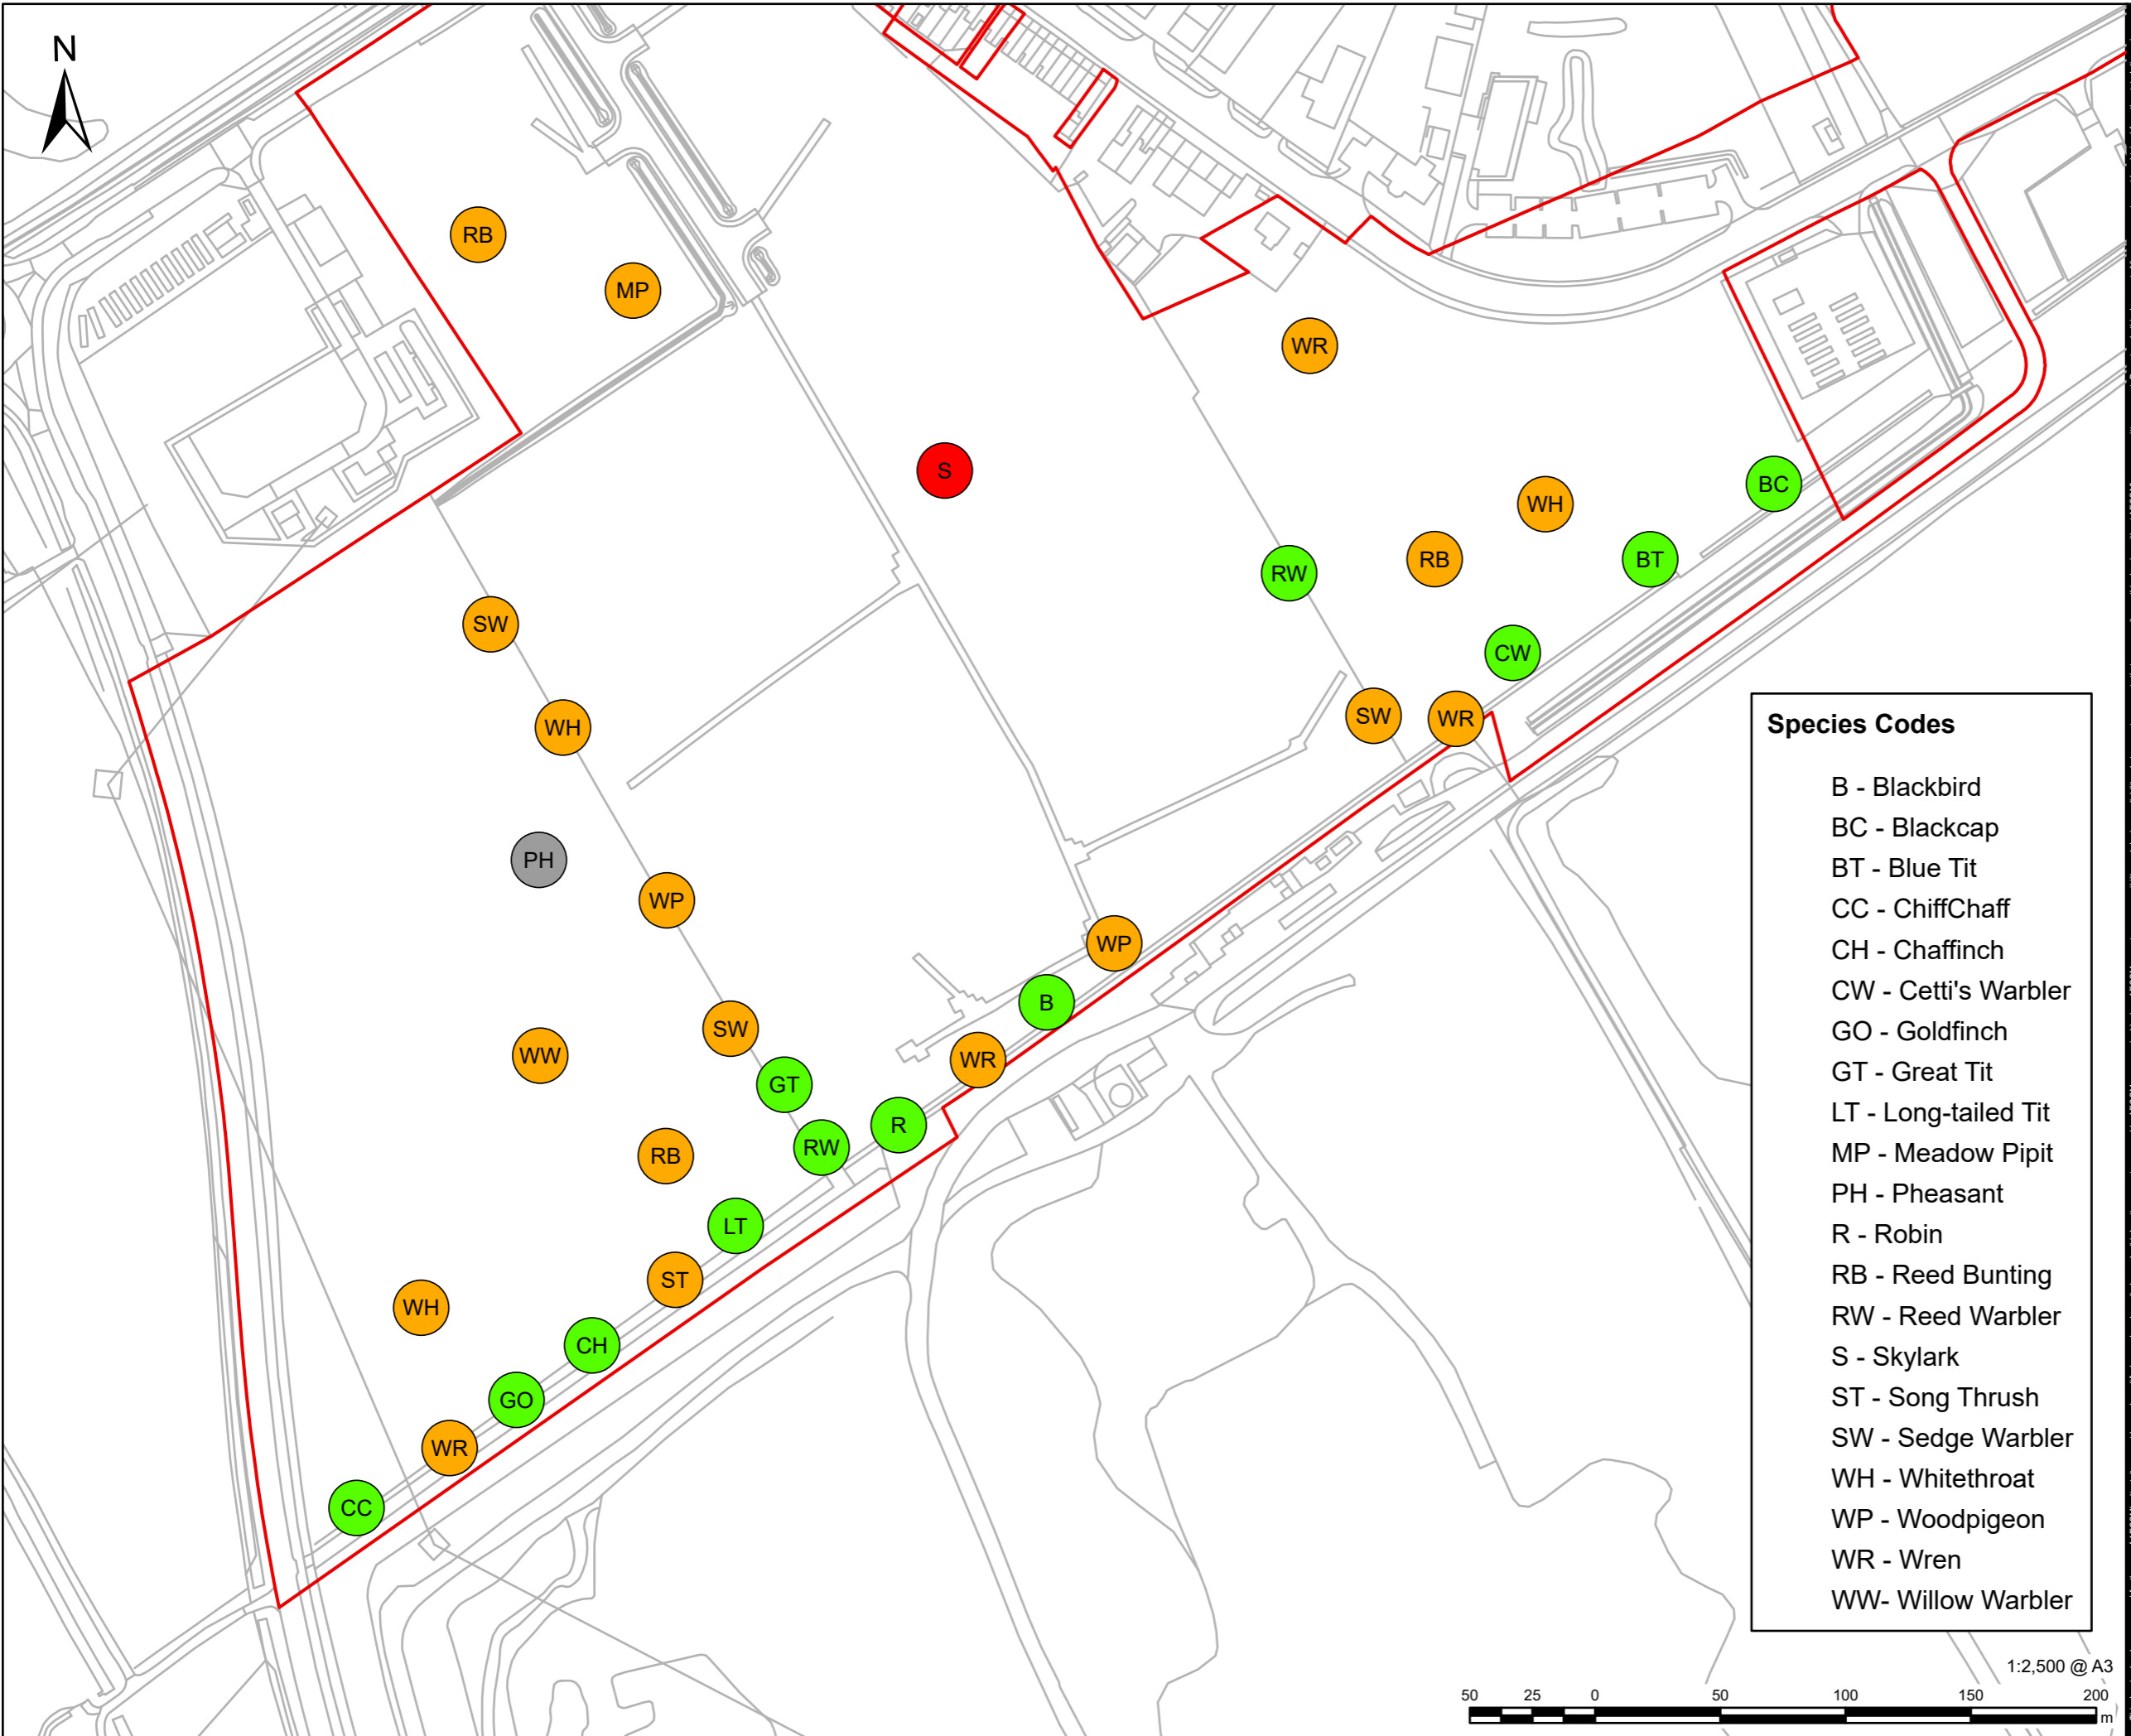 N
RB
MP
WR
S
BC
WH
RB
BT
RW
SW
CW
SW
WR
WH
PH
WP
WP
B
SW
WW
WR
GT
R
RW
RB
LT
ST
WH
CH
GO
WR
CC
Species Codes
B - Blackbird
BC - Blackcap
BT - Blue Tit
CC - ChiffChaff
CH - Chaffinch
CW - Cetti's Warbler
GO - Goldfinch
GT - Great Tit
LT - Long-tailed Tit
MP - Meadow Pipit
PH - Pheasant
R - Robin
RB - Reed Bunting
RW - Reed Warbler
S - Skylark
ST - Song Thrush
SW - Sedge Warbler
WH - Whitethroat
WP - Woodpigeon
WR - Wren
WW- Willow Warbler
1:2,500 @ A3
50 25 0 50 100 150 200
m